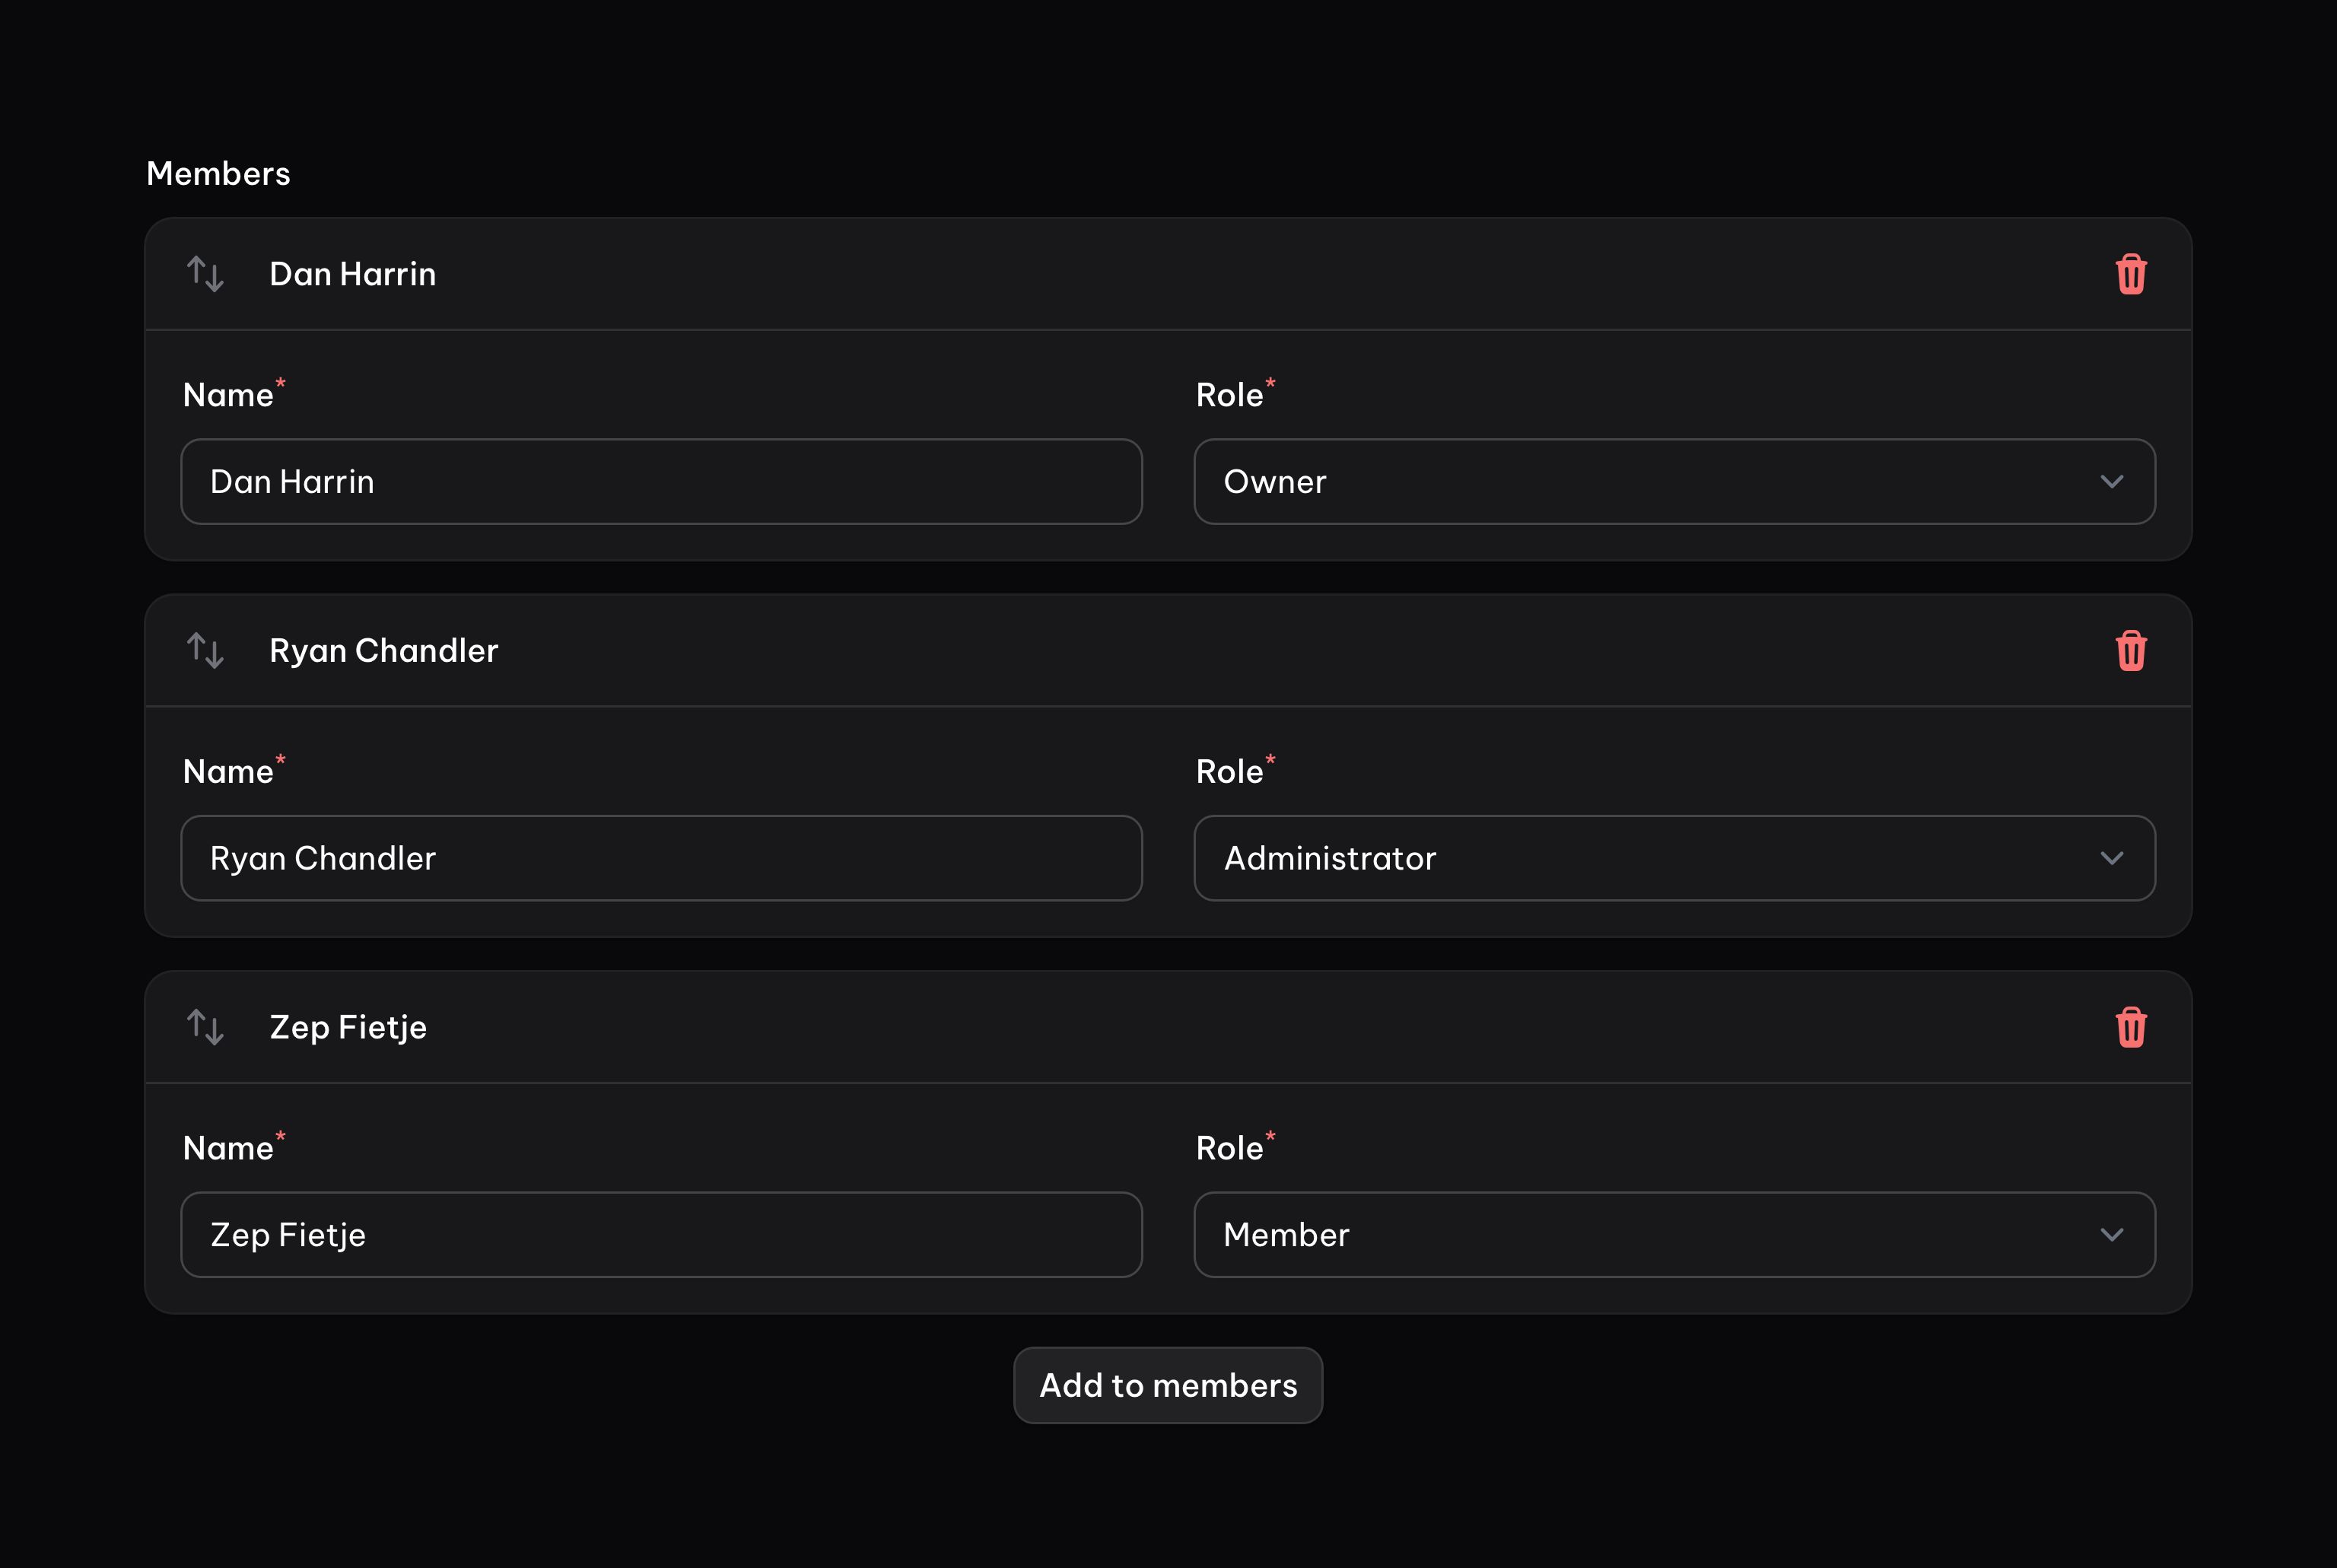 Members
Dan Harrin
Name* Role*
Dan Harrin Owner
Ryan Chandler
Name* Role*
Ryan Chandler Administrator
Zep Fietje
Name* Role*
Zep Fietje Member
Add to members